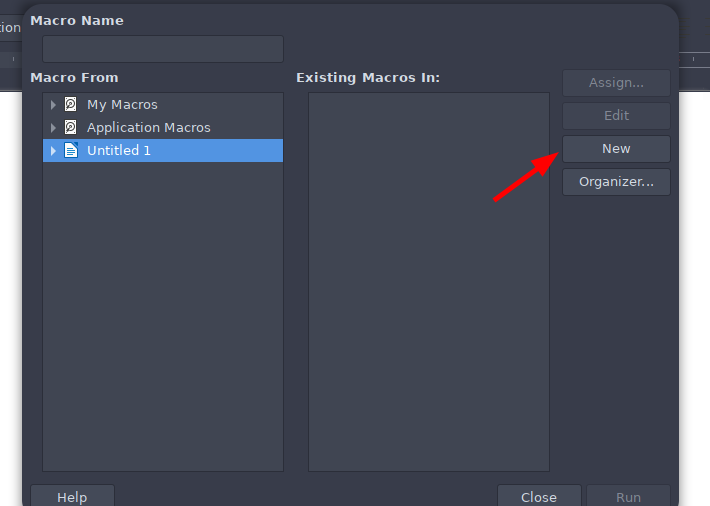 Macro Name
tion
Macro From
Existing Macros In:
My Macros
Application Macros
Untitled 1
Assign...
Edit
New
Organizer...
Help
Close
Run